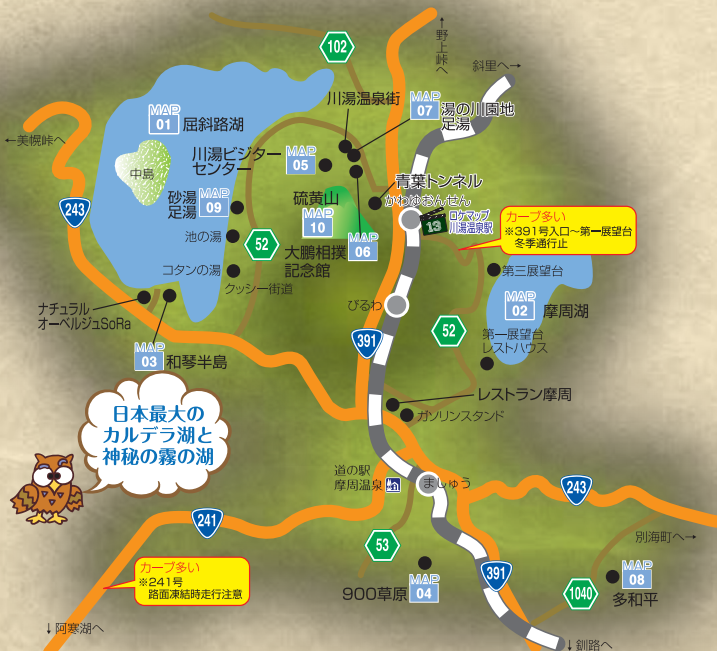 ↑野上峠へ
斜里へ→
102
MAP
01
屈斜路湖
川湯温泉街
MAP
07
湯の川園地
足湯
←美幌峠へ
中島
川湯ビジター
センター
MAP
05
青葉トンネル
かわゆおんせん
砂湯
足湯
MAP
09
硫黄山
MAP
10
MAP
06
大鵬相撲
記念館
13
ロケマップ
川湯温泉駅
カーブ多い
※391号入口〜第一展望台
冬季通行止
243
池の湯
52
コタンの湯
クッシー街道
第三展望台
MAP
02
摩周湖
ナチュラル
オーベルジュSoRa
びるわ
52
第一展望台
レストハウス
391
MAP
03
和琴半島
レストラン摩周
ガソリンスタンド
日本最大の
カルデラ湖と
神秘の霧の湖
道の駅
摩周温泉
ましゅう
243
241
別海町へ→
53
カーブ多い
※241号
路面凍結時走行注意
900草原
MAP
04
391
MAP
08
多和平
1040
↓阿寒湖へ
↓釧路へ